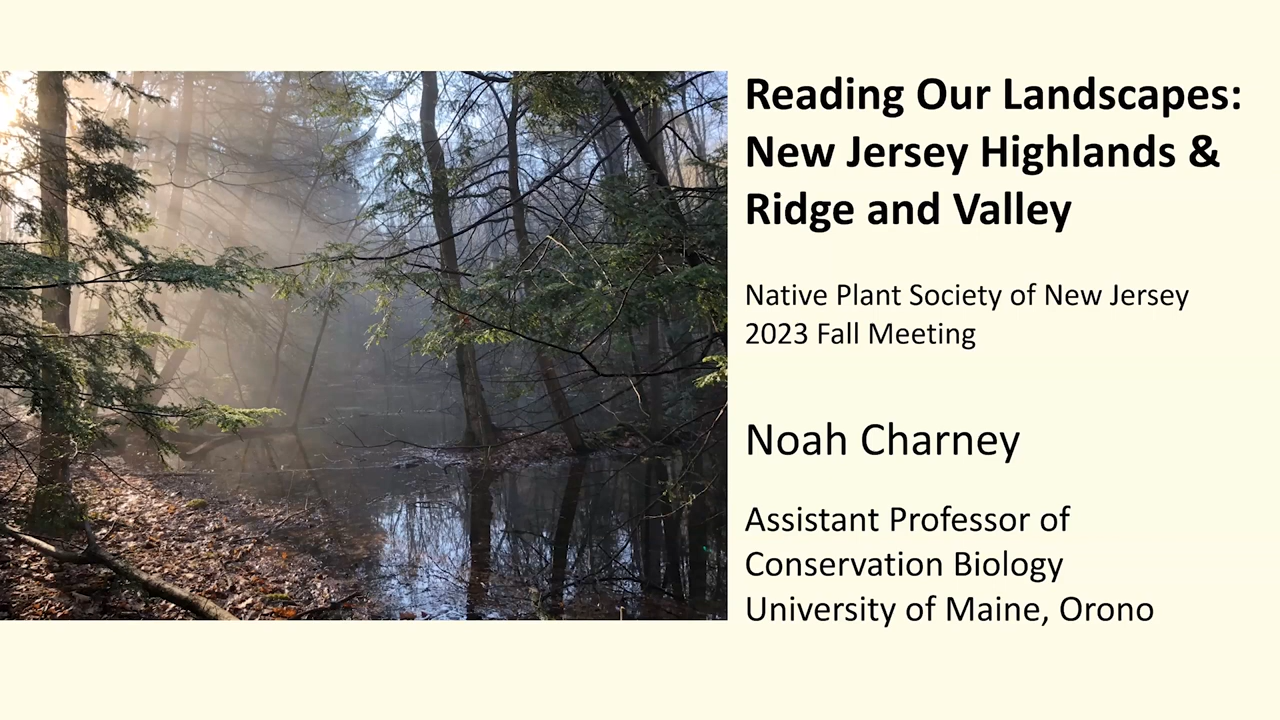 Reading Our Landscapes:
New Jersey Highlands &
Ridge and Valley
Native Plant Society of New Jersey
2023 Fall Meeting
Noah Charney
Assistant Professor of
Conservation Biology
University of Maine, Orono